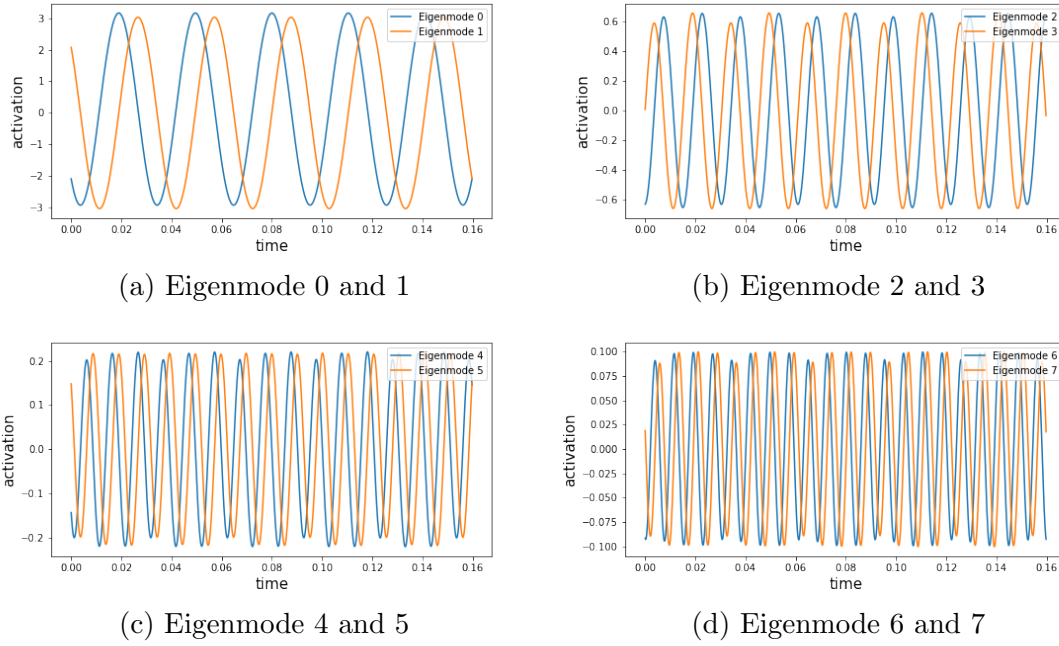 Eigenmode 0
Eigenmode 1
3
2
1
0
−1
−2
−3
activation
0.00 0.02 0.04 0.06 0.08 0.10 0.12 0.14 0.16
time
(a) Eigenmode 0 and 1
Eigenmode 2
Eigenmode 3
0.6
0.4
0.2
0.0
−0.2
−0.4
−0.6
activation
0.00 0.02 0.04 0.06 0.08 0.10 0.12 0.14 0.16
time
(b) Eigenmode 2 and 3
Eigenmode 4
Eigenmode 5
0.2
0.1
0.0
−0.1
−0.2
activation
0.00 0.02 0.04 0.06 0.08 0.10 0.12 0.14 0.16
time
(c) Eigenmode 4 and 5
Eigenmode 6
Eigenmode 7
0.100
0.075
0.050
0.025
0.000
−0.025
−0.050
−0.075
−0.100
activation
0.00 0.02 0.04 0.06 0.08 0.10 0.12 0.14 0.16
time
(d) Eigenmode 6 and 7